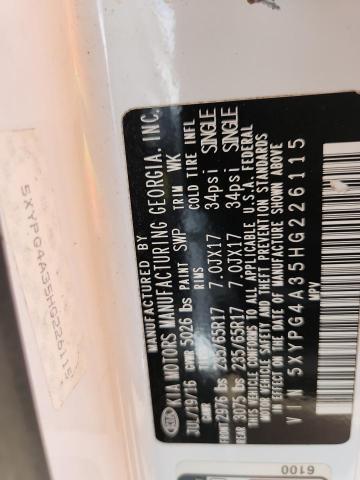 5XYPG4A35HG226115
KIA
MANUFACTURED BY
KIA MOTORS MANUFACTURING GEORGIA. INC.
JUL/19/16 PAINT SWP TRIM WK
GVWR 5026 lbs
GAWR RIMS COLD TIRE INFL
FRONT 2976 lbs 235/65R17 7.0JX17 34psi SINGLE
REAR 3075 lbs 235/65R17 7.0JX17 34psi SINGLE
THIS VEHICLE CONFORMS TO ALL APPLICABLE U.S.A FEDERAL
MOTOR VEHICLE SAFETY AND THEFT PREVENTION STANDARDS
IN EFFECT ON THE DATE OF MANUFACTURE SHOWN ABOVE.
VIN 5XYPG4A35HG226115
MPV
6100